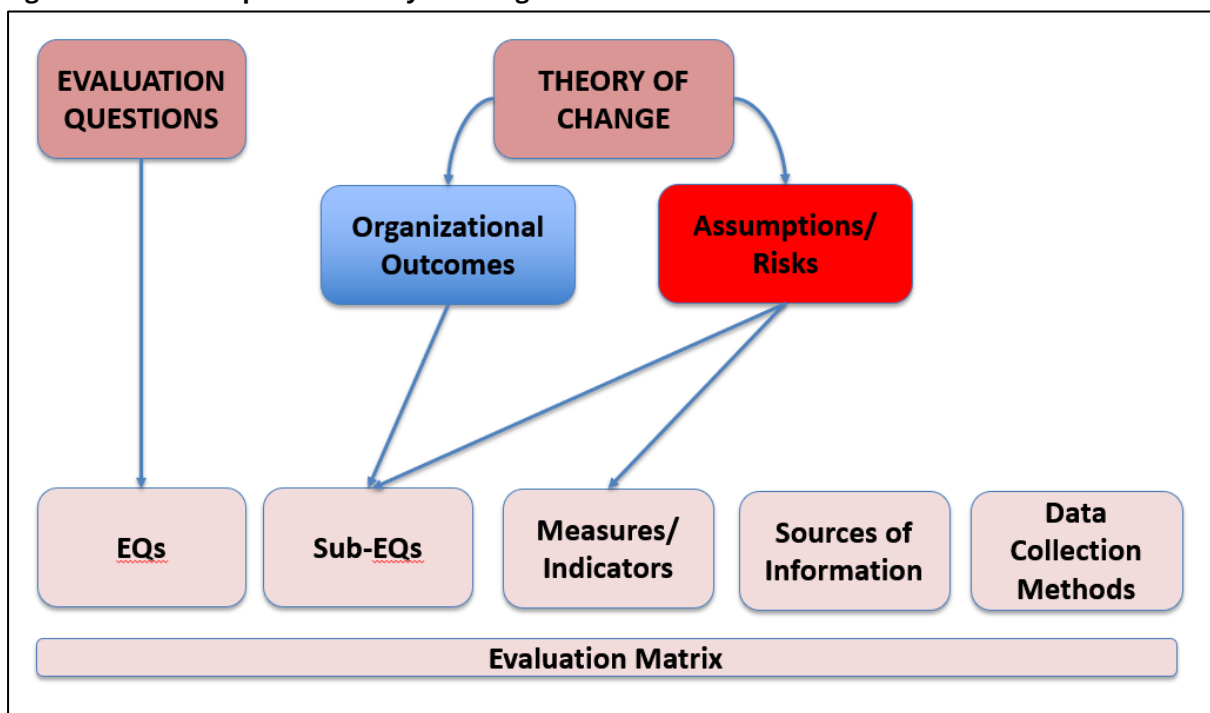 EVALUATION
QUESTIONS
THEORY OF
CHANGE
Organizational
Outcomes
Assumptions/
Risks
EQs
Sub-EQs
Measures/
Indicators
Sources of
Information
Data
Collection
Methods
Evaluation Matrix